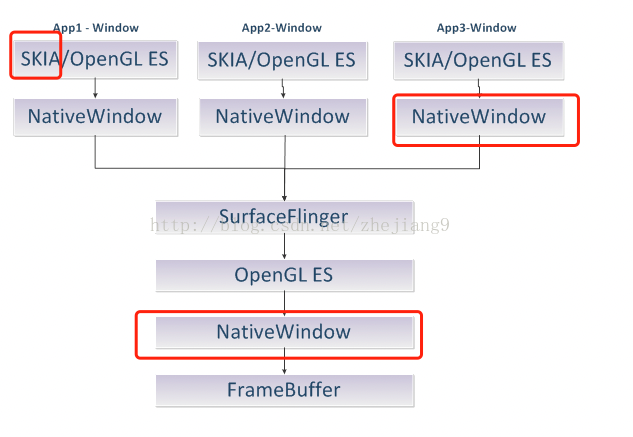 App1 - Window App2-Window App3-Window
SKIA/OpenGL ES SKIA/OpenGL ES SKIA/OpenGL ES
NativeWindow NativeWindow NativeWindow
SurfaceFlinger
http://blog.csdn.net/zhejiang9
OpenGL ES
NativeWindow
FrameBuffer